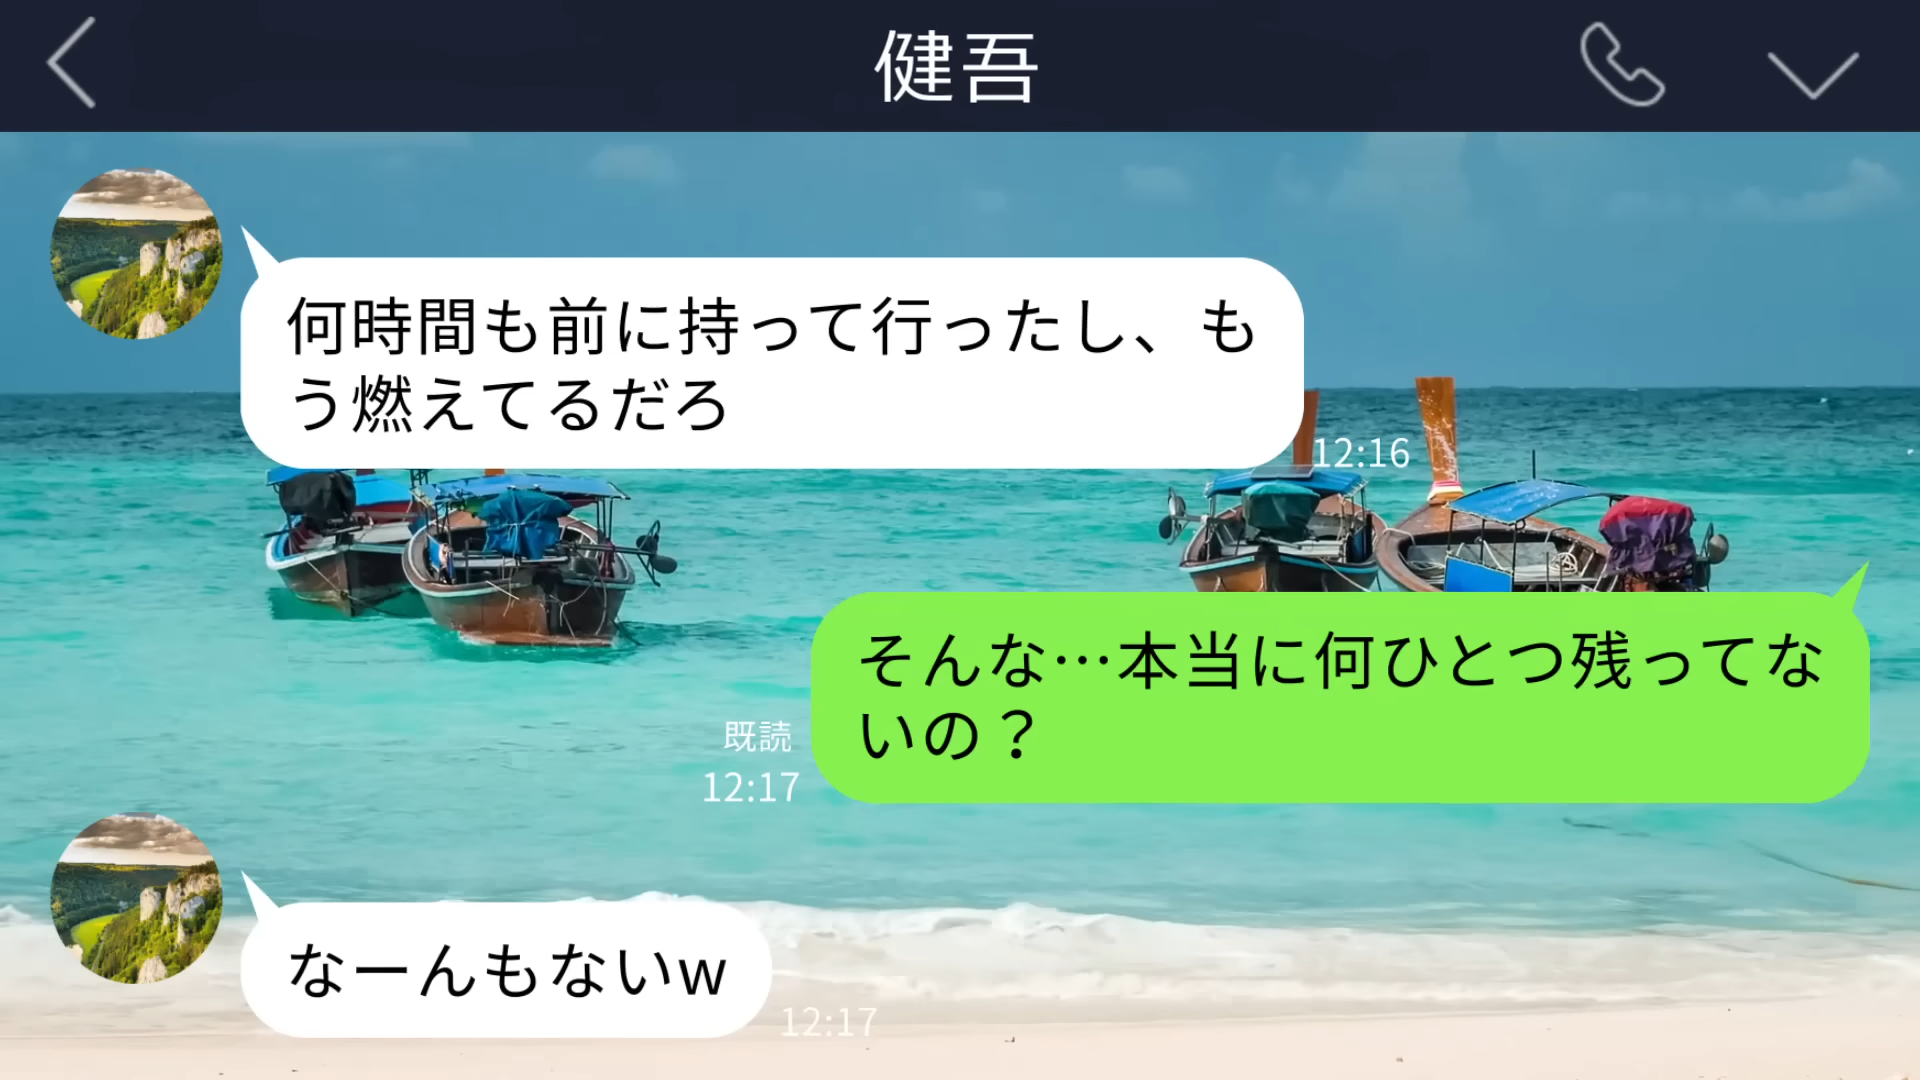 健吾
何時間も前に持って行ったし、も
う燃えてるだろ
12:16
そんな…本当に何ひとつ残ってな
いの？
既読
12:17
なーんもないw
12:17